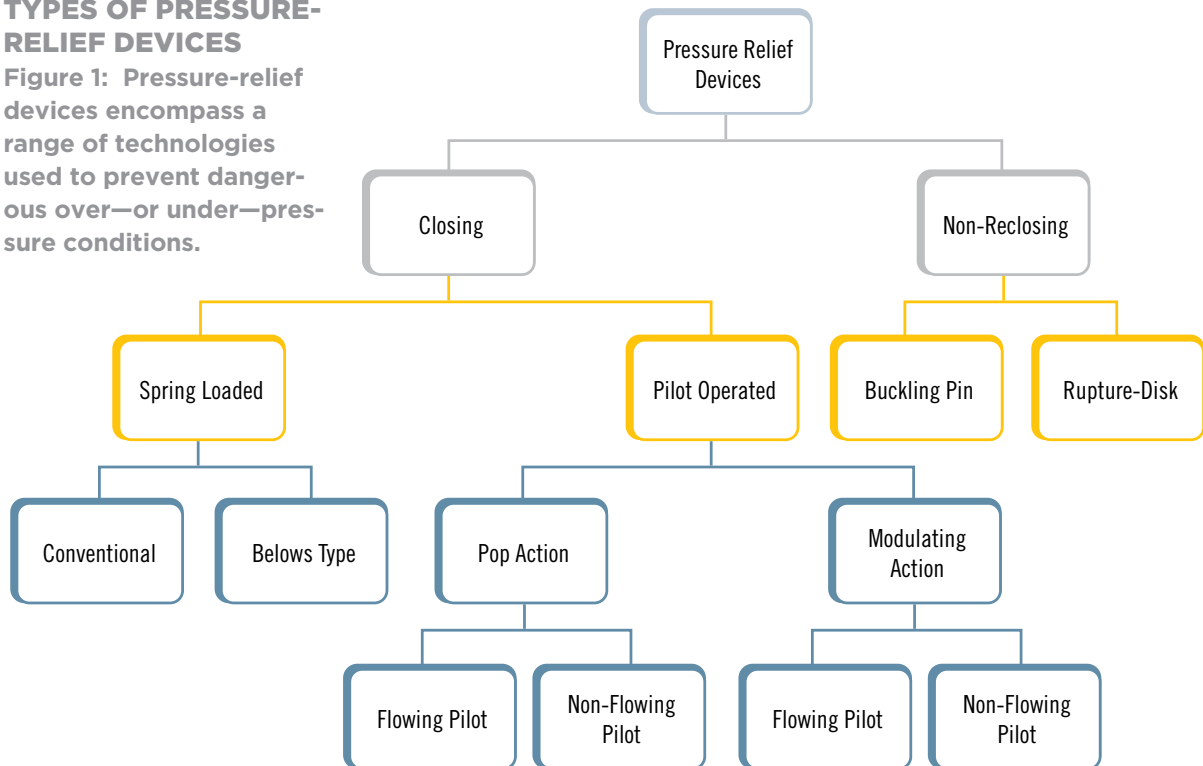 TYPES OF PRESSURE-
RELIEF DEVICES
Figure 1: Pressure-relief
devices encompass a
range of technologies
used to prevent danger-
ous over—or under—pres-
sure conditions.
Pressure Relief
Devices
Closing
Non-Reclosing
Spring Loaded
Pilot Operated
Buckling Pin
Rupture-Disk
Conventional
Belows Type
Pop Action
Modulating
Action
Flowing Pilot
Non-Flowing
Pilot
Flowing Pilot
Non-Flowing
Pilot